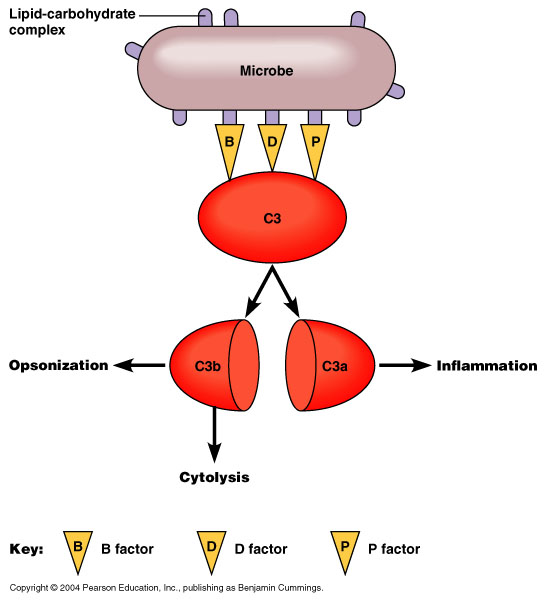 Lipid-carbohydrate
complex
Microbe
B
D
P
C3
C3b
C3a
Opsonization
Inflammation
Cytolysis
Key: B B factor D D factor P P factor
Copyright © 2004 Pearson Education, Inc., publishing as Benjamin Cummings.